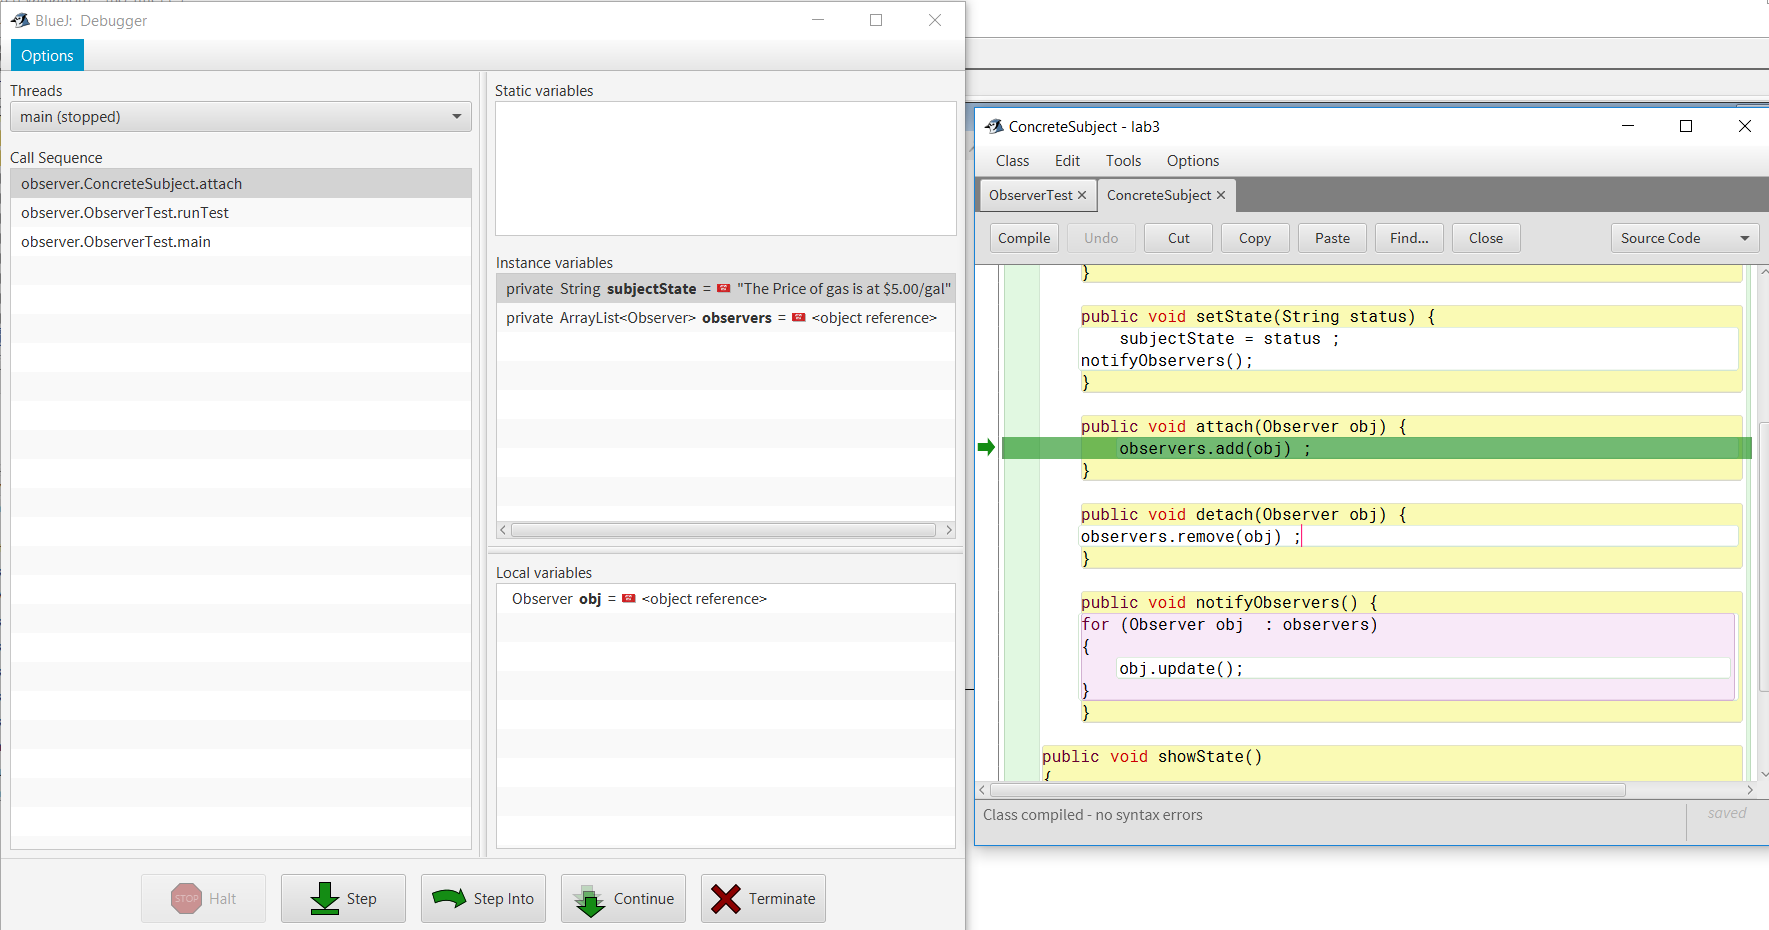 BlueJ: Debugger
Options
Threads
main (stopped)
Call Sequence
observer.ConcreteSubject.attach
observer.ObserverTest.runTest
observer.ObserverTest.main
Static variables
Instance variables
private String subjectState = "The Price of gas is at $5.00/gal"
private ArrayList<Observer> observers = <object reference>
Local variables
Observer obj = <object reference>
STOP Halt
Step
Step Into
Continue
Terminate
ConcreteSubject - lab3
Class Edit Tools Options
ObserverTest ConcreteSubject
Compile Undo Cut Copy Paste Find... Close Source Code
}
public void setState(String status) {
subjectState = status ;
notifyObservers();
}
public void attach(Observer obj) {
observers.add(obj) ;
}
public void detach(Observer obj) {
observers.remove(obj) ;
}
public void notifyObservers() {
for (Observer obj  : observers)
{
obj.update();
}
}
public void showState()
{
Class compiled - no syntax errors
saved